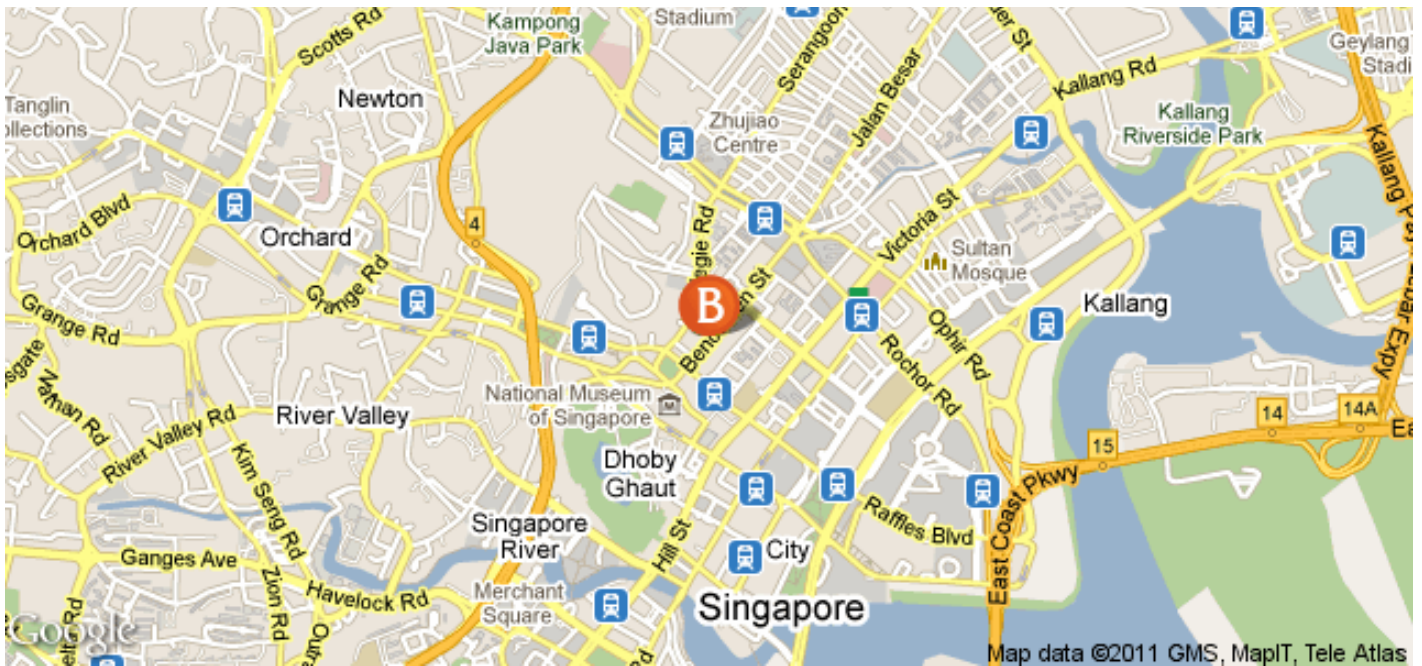 Kampong
Java Park
Stadium
Scotts Rd
Serangoon
Jalan Besar
Kallang Rd
Geylang
Stadi
Tanglin
ollections
Newton
Zhujiao
Centre
Kallang
Riverside Park
Orchard Blvd
Orchard
4
egie Rd
Victoria St
Sultan
Mosque
Kallang
Grange Rd
Grange Rd
B
Ben
n St
Ophir Rd
Rochor Rd
National Museum
of Singapore
River Valley
River Valley Rd
Kim Seng Rd
Dhoby
Ghaut
14
14A
15
Ea
East Coast Pkwy
Raffles Blvd
Singapore
River
Hill St
City
Ganges Ave
Zion Rd
Havelock Rd
Merchant
Square
Singapore
Google
Map data ©2011 GMS, MapIT, Tele Atlas